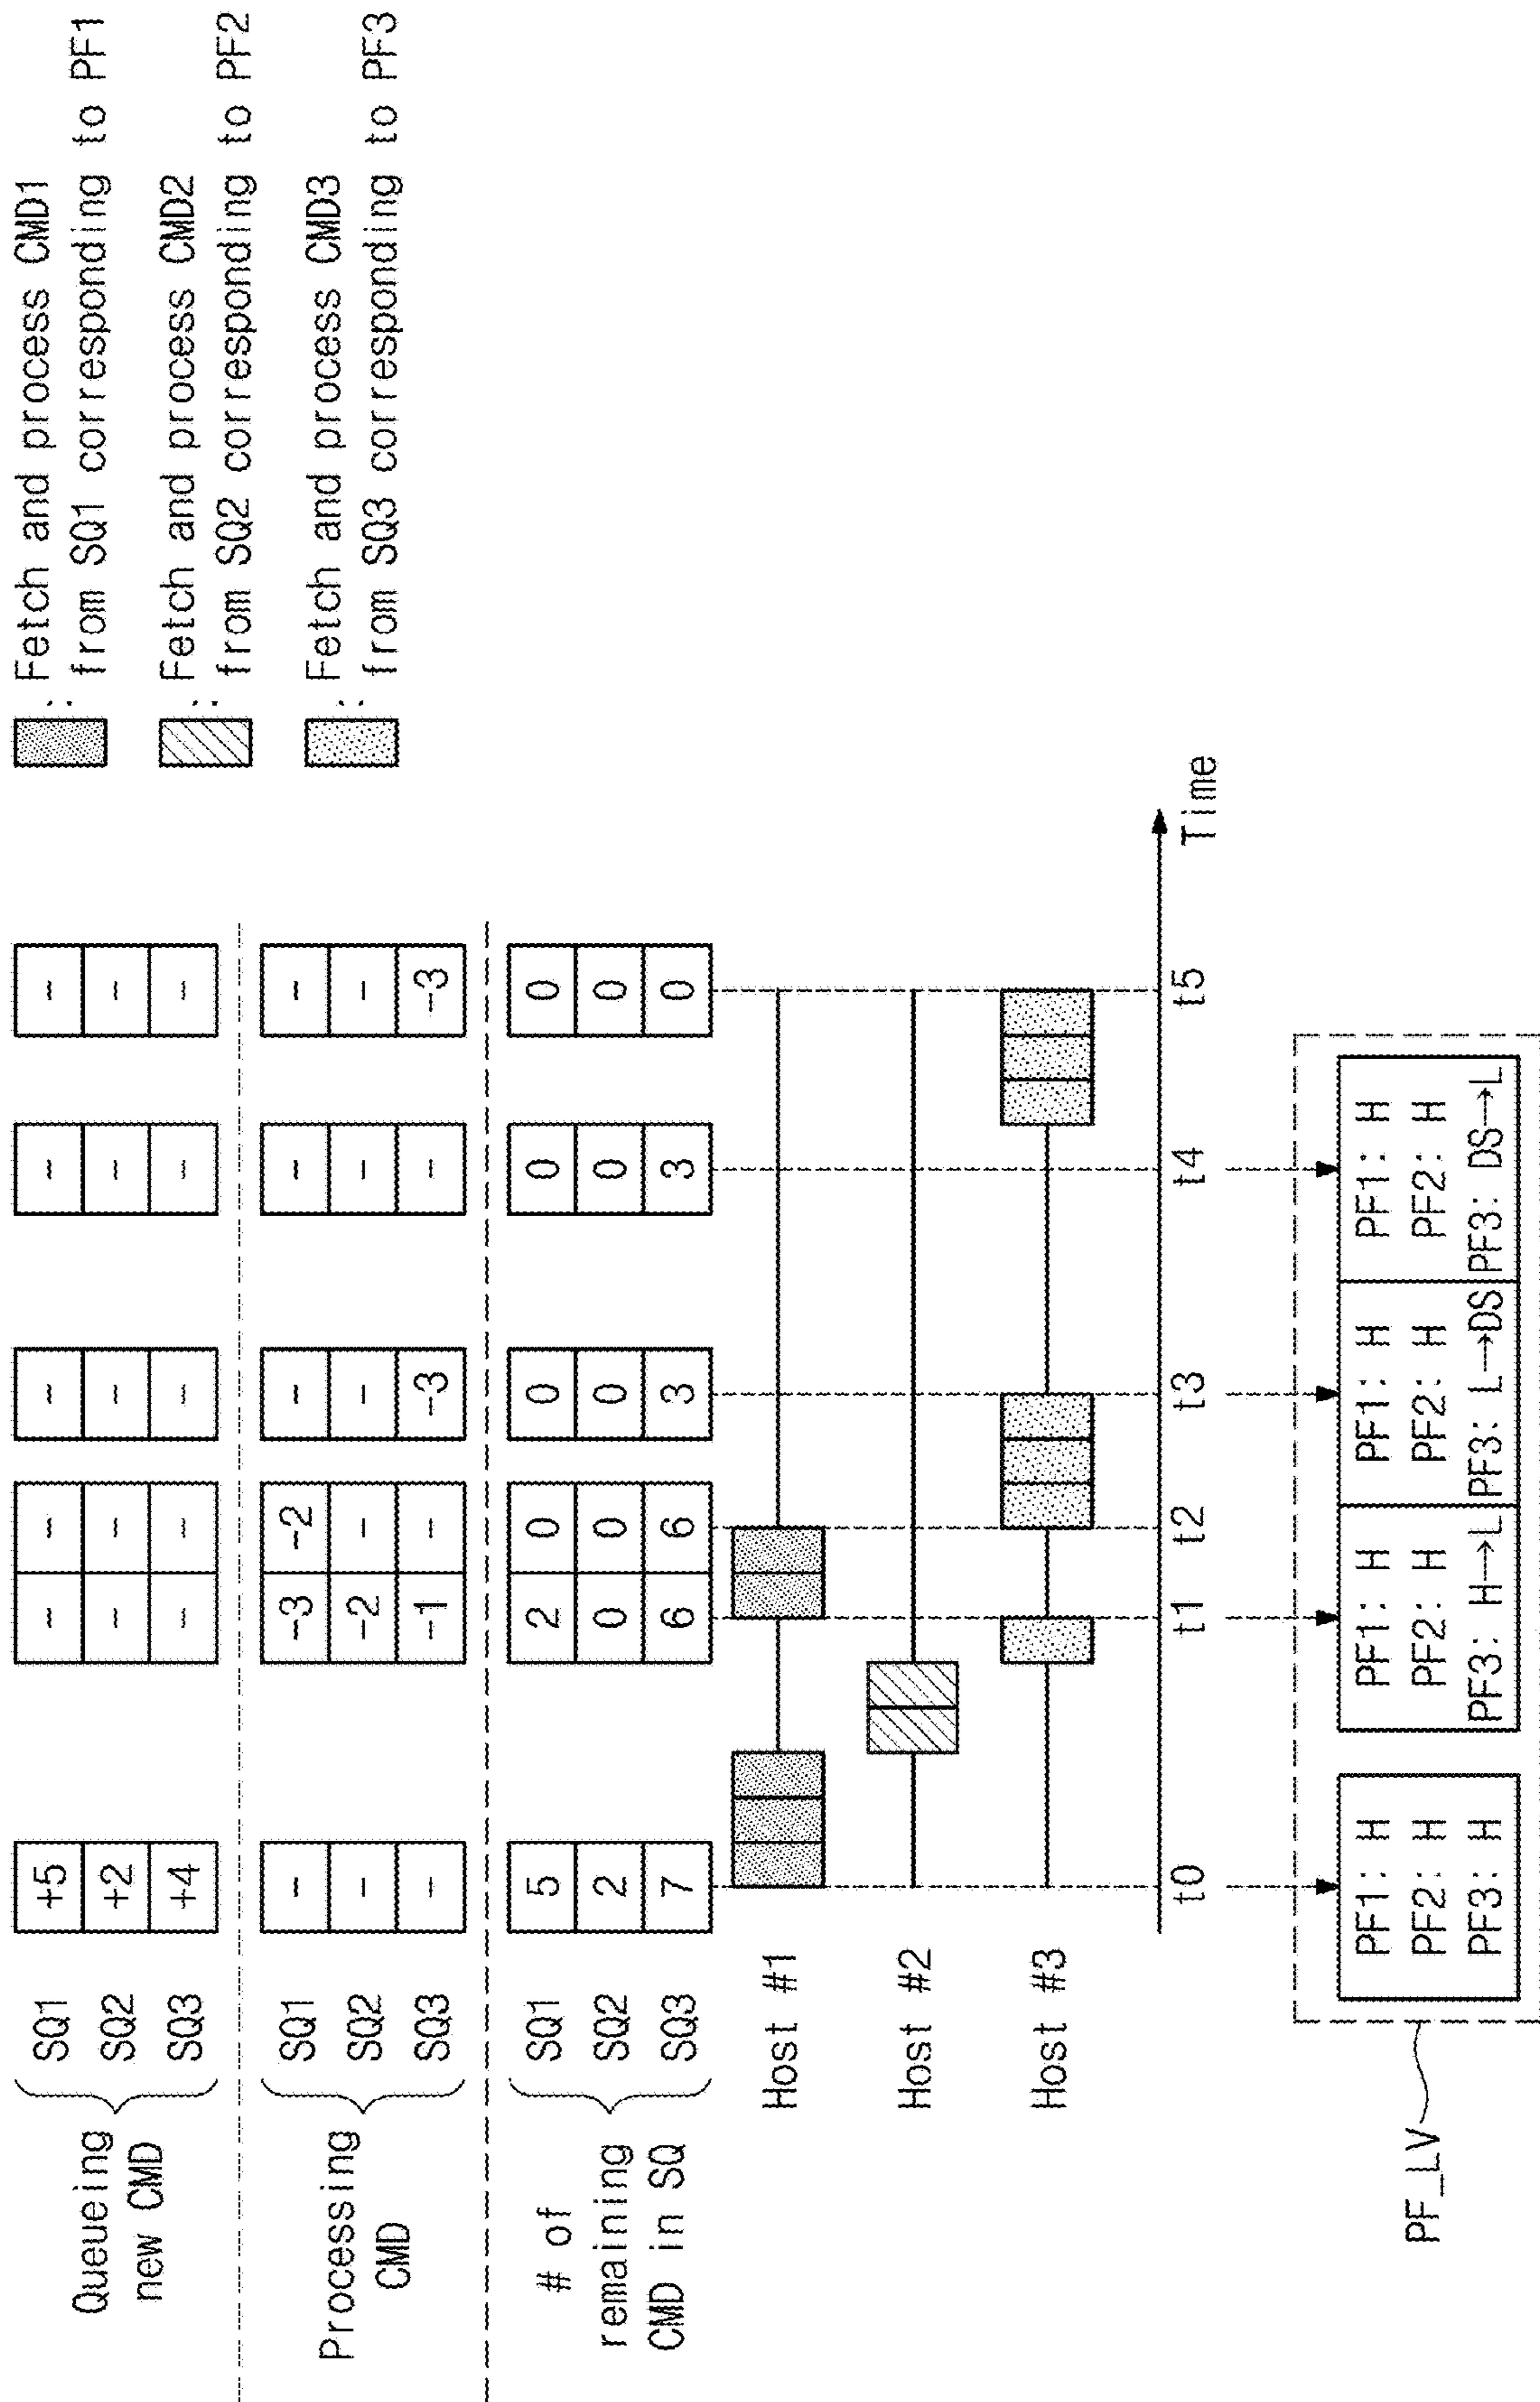 Fetch and process CMD1
from SQ1 corresponding to PF1
Fetch and process CMD2
from SQ2 corresponding to PF2
Fetch and process CMD3
from SQ3 corresponding to PF3
Queueing
new CMD
SQ1 +5 - - - - -
SQ2 +2 - - - - -
SQ3 +4 - - - - -
Processing
CMD
SQ1 - -3 -2 - - -
SQ2 - -2 - - - -
SQ3 - -1 - -3 - -3
# of
remaining
CMD in SQ
SQ1 5 2 0 0 0 0
SQ2 2 0 0 0 0 0
SQ3 7 6 6 3 3 0
Host #1
Host #2
Host #3
t0 t1 t2 t3 t4 t5
Time
PF_LV
PF1: H
PF2: H
PF3: H
PF1: H
PF2: H
PF3: H→L
PF1: H
PF2: H
PF3: L→DS
PF1: H
PF2: H
PF3: DS→L